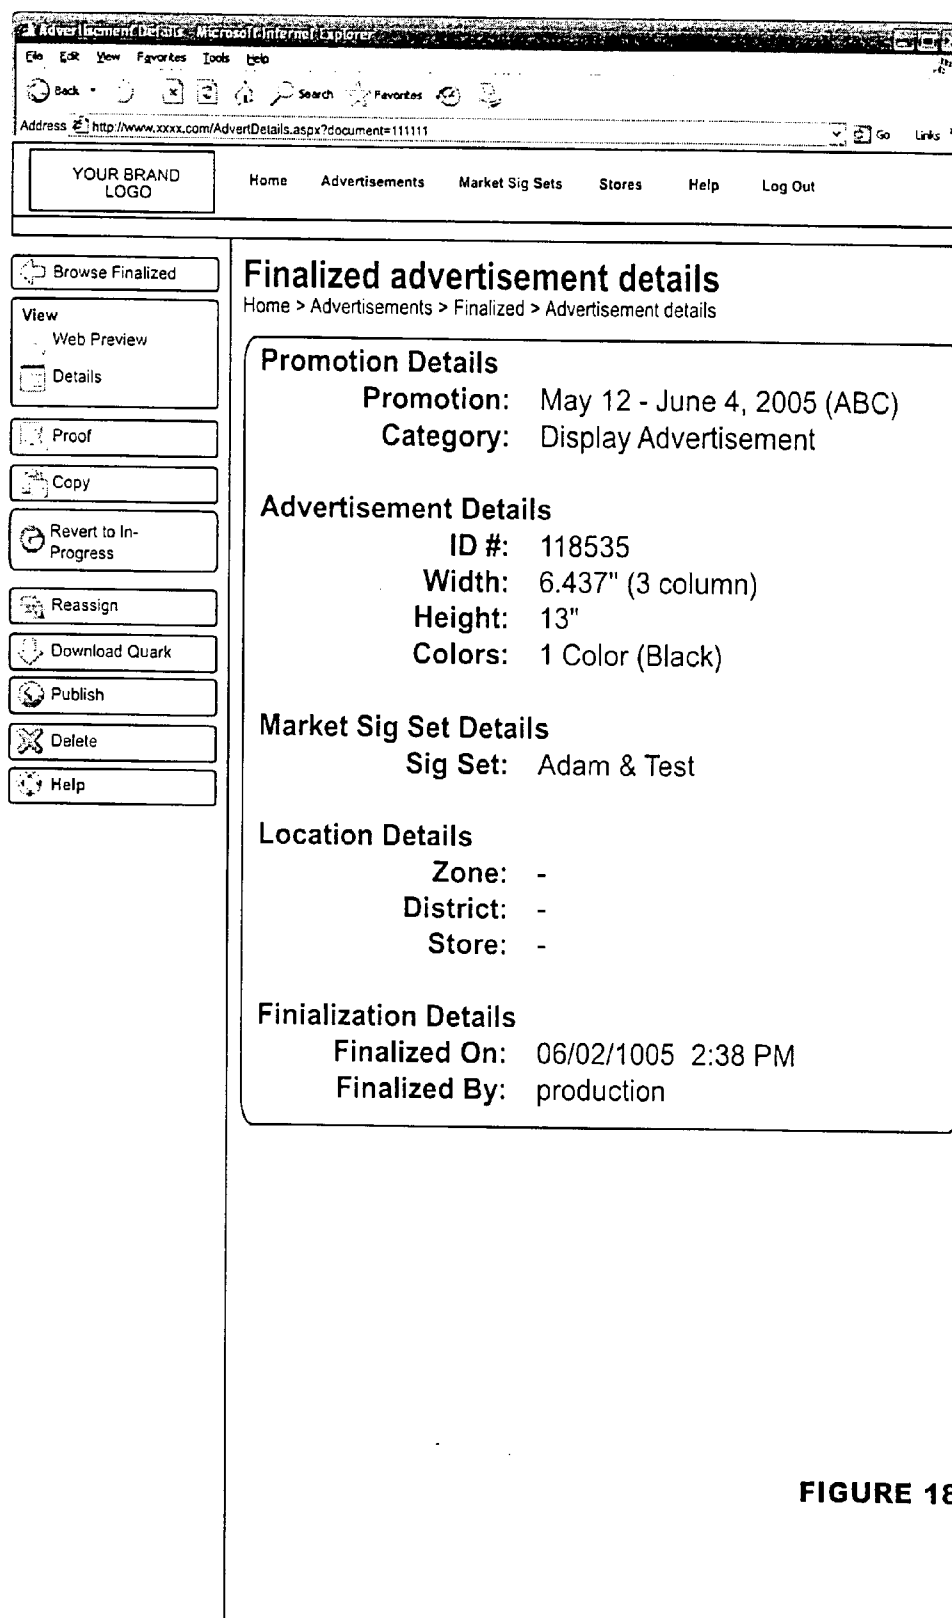 Advertisement Details - Microsoft Internet Explorer
File Edit View Favorites Tools Help
Back Search Favorites
Address http://www.xxxx.com/AdvertDetails.aspx?document=111111 Go Links
YOUR BRAND
LOGO
Home Advertisements Market Sig Sets Stores Help Log Out
Browse Finalized
View
Web Preview
Details
Proof
Copy
Revert to In-
Progress
Reassign
Download Quark
Publish
Delete
Help
Finalized advertisement details
Home > Advertisements > Finalized > Advertisement details
Promotion Details
Promotion: May 12 - June 4, 2005 (ABC)
Category: Display Advertisement
Advertisement Details
ID #: 118535
Width: 6.437" (3 column)
Height: 13"
Colors: 1 Color (Black)
Market Sig Set Details
Sig Set: Adam & Test
Location Details
Zone: -
District: -
Store: -
Finialization Details
Finalized On: 06/02/1005 2:38 PM
Finalized By: production
FIGURE 18